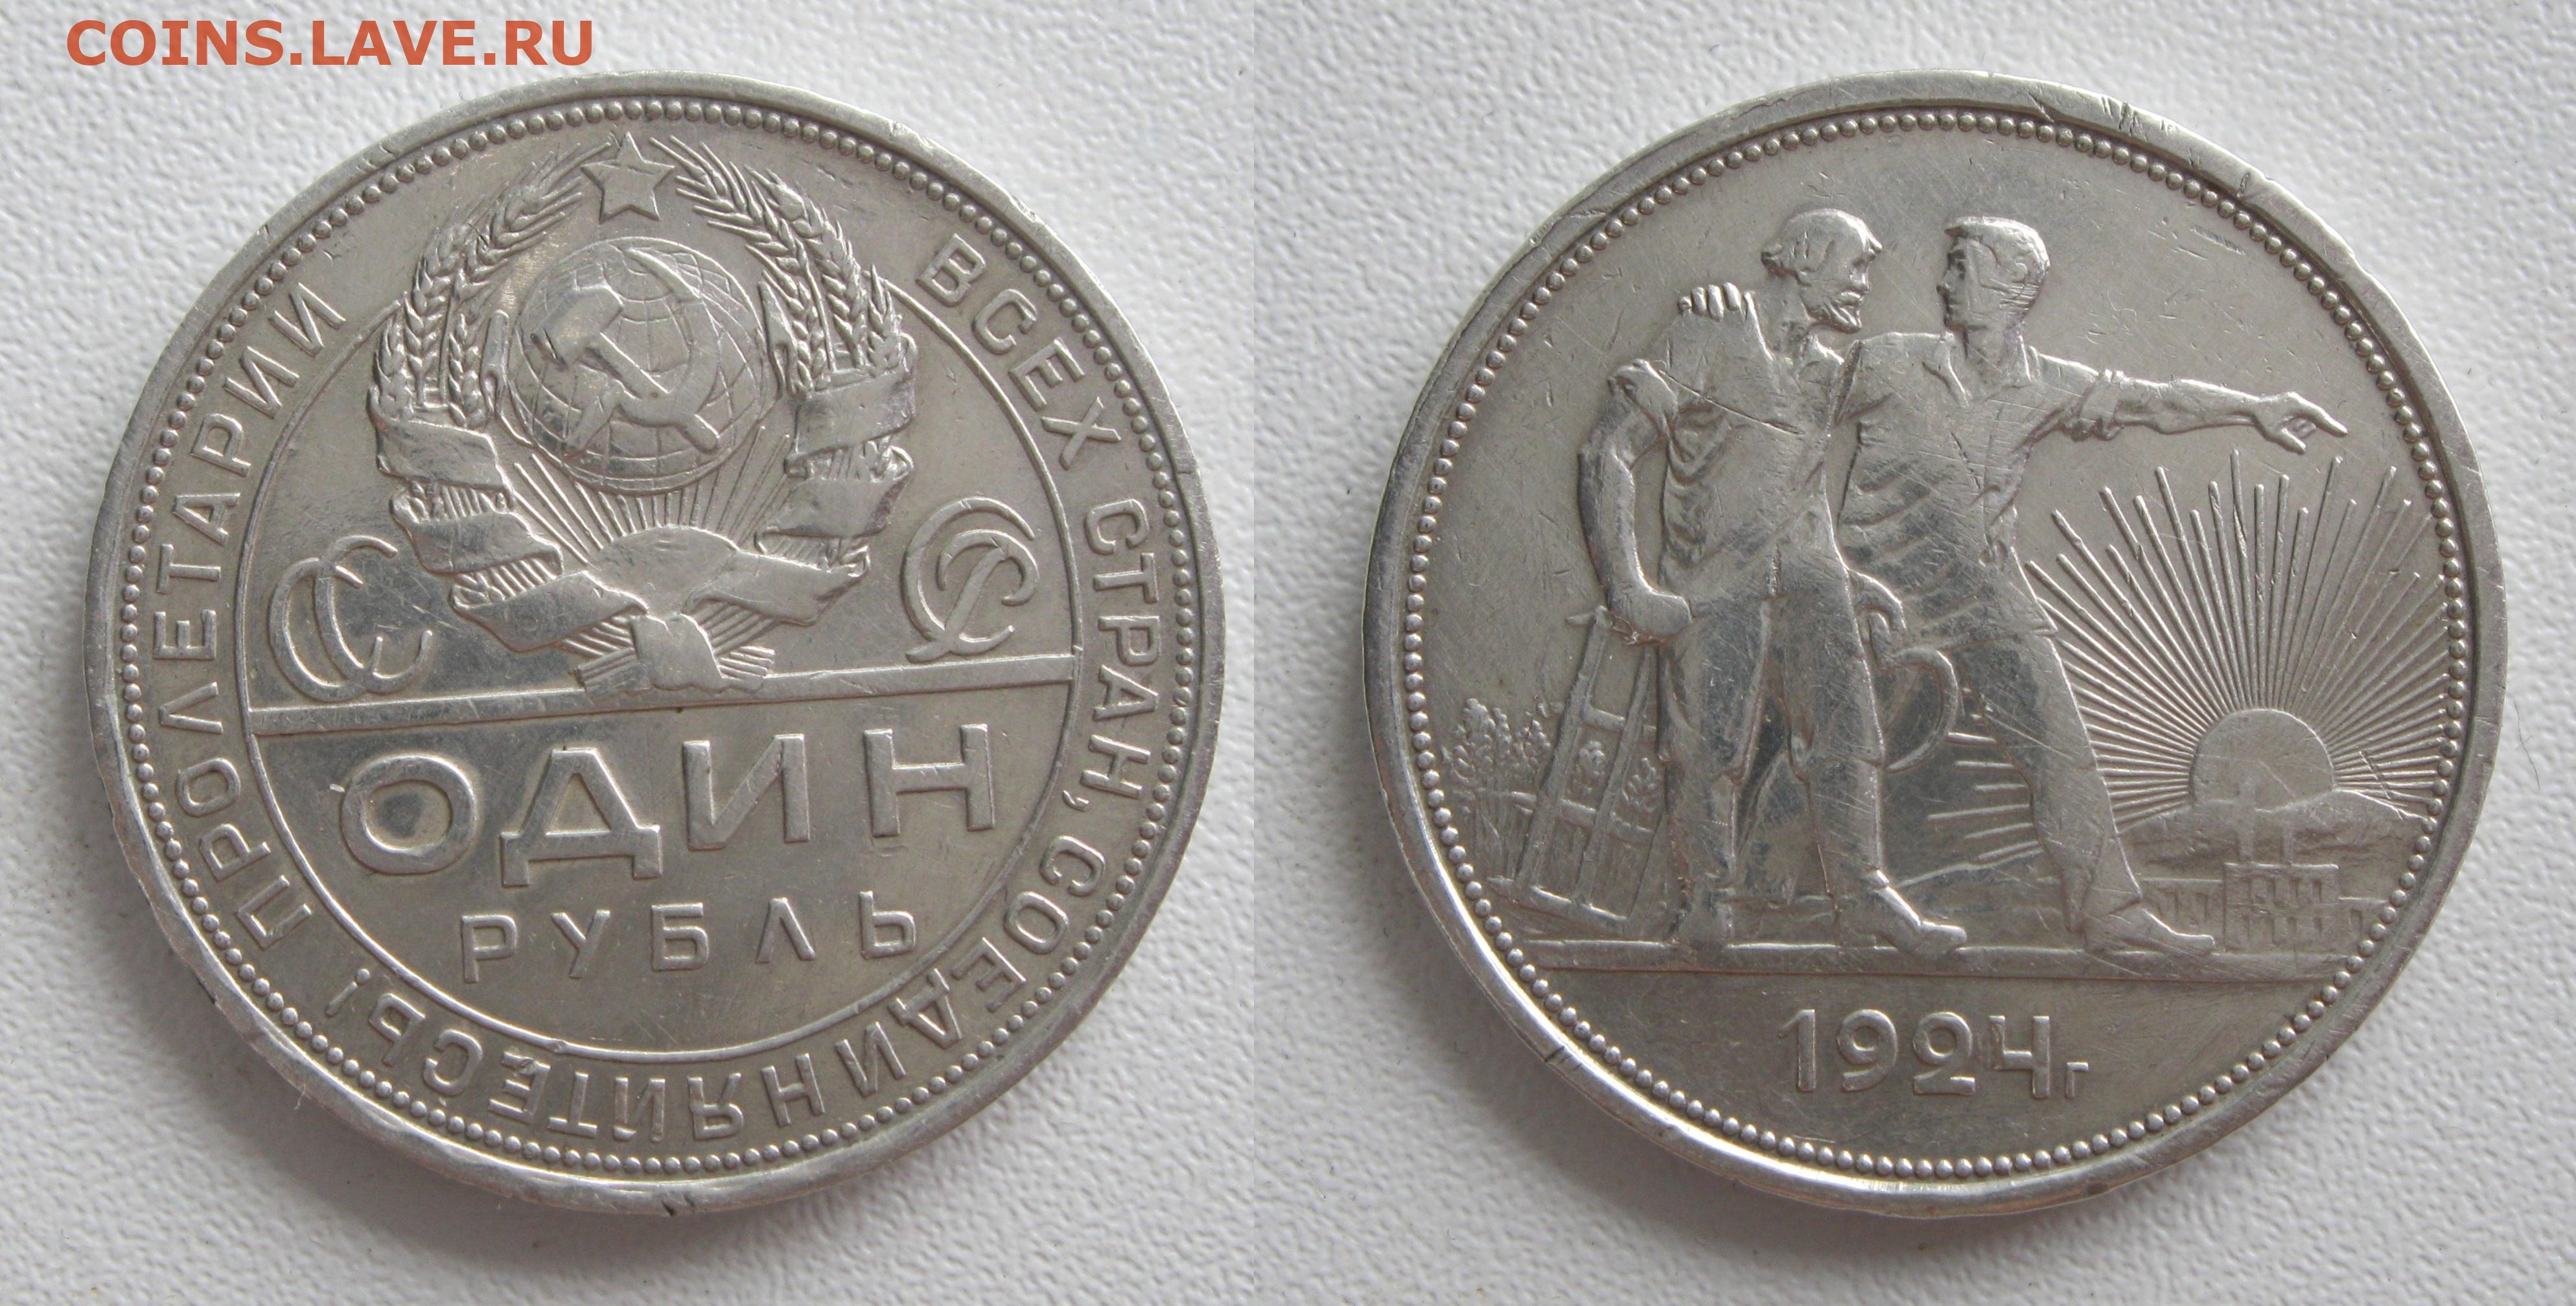 COINS.LAVE.RU
ПРОЛЕТАРИИ ВСЕХ СТРАН, СОЕДИНЯЙТЕСЬ!
СССР
ОДИН
РУБЛЬ
1924г